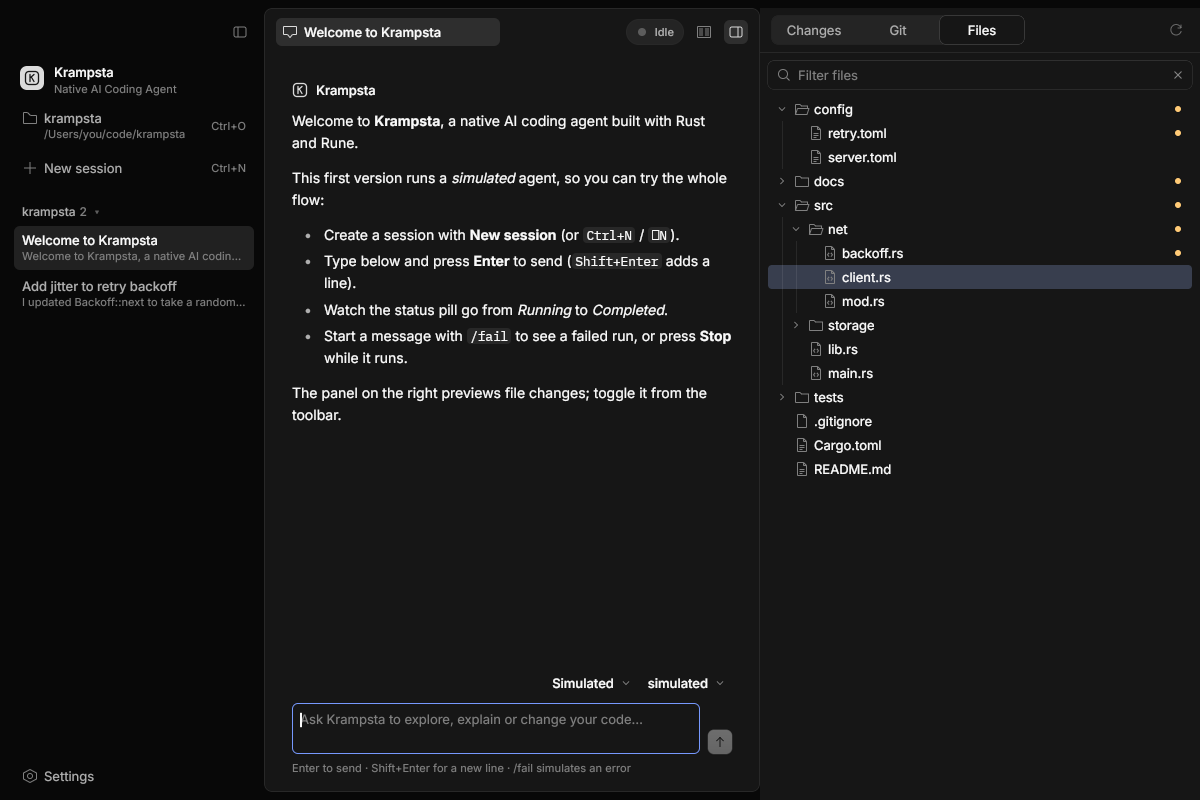 Krampsta
Native AI Coding Agent
krampsta
/Users/you/code/krampsta
Ctrl+O
New session
Ctrl+N
krampsta 2
Welcome to Krampsta
Welcome to Krampsta, a native AI codin...
Add jitter to retry backoff
I updated Backoff::next to take a random...
Settings
Welcome to Krampsta
Idle
K Krampsta
Welcome to Krampsta, a native AI coding agent built with Rust
and Rune.
This first version runs a simulated agent, so you can try the whole
flow:
• Create a session with New session (or Ctrl+N / ▯N).
• Type below and press Enter to send (Shift+Enter adds a
line).
• Watch the status pill go from Running to Completed.
• Start a message with /fail to see a failed run, or press Stop
while it runs.
The panel on the right previews file changes; toggle it from the
toolbar.
Simulated
simulated
Ask Krampsta to explore, explain or change your code...
Enter to send · Shift+Enter for a new line · /fail simulates an error
Changes
Git
Files
Filter files
config
retry.toml
server.toml
docs
src
net
backoff.rs
client.rs
mod.rs
storage
lib.rs
main.rs
tests
.gitignore
Cargo.toml
README.md